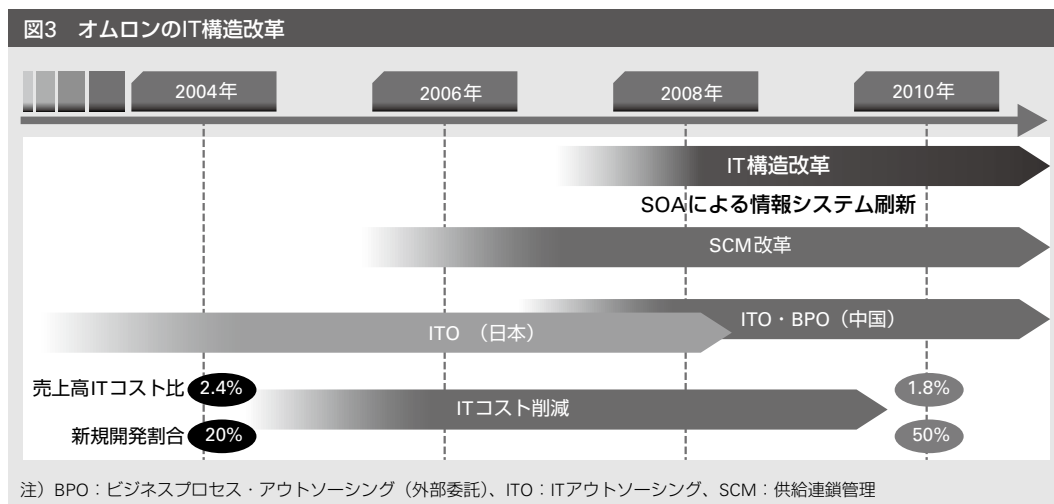 図3 オムロンのIT構造改革
2004年 2006年 2008年 2010年
IT構造改革
SOAによる情報システム刷新
SCM改革
ITO・BPO（中国）
ITO （日本）
売上高ITコスト比 2.4% 1.8%
ITコスト削減
新規開発割合 20% 50%
注）BPO：ビジネスプロセス・アウトソーシング（外部委託）、ITO：ITアウトソーシング、SCM：供給連鎖管理